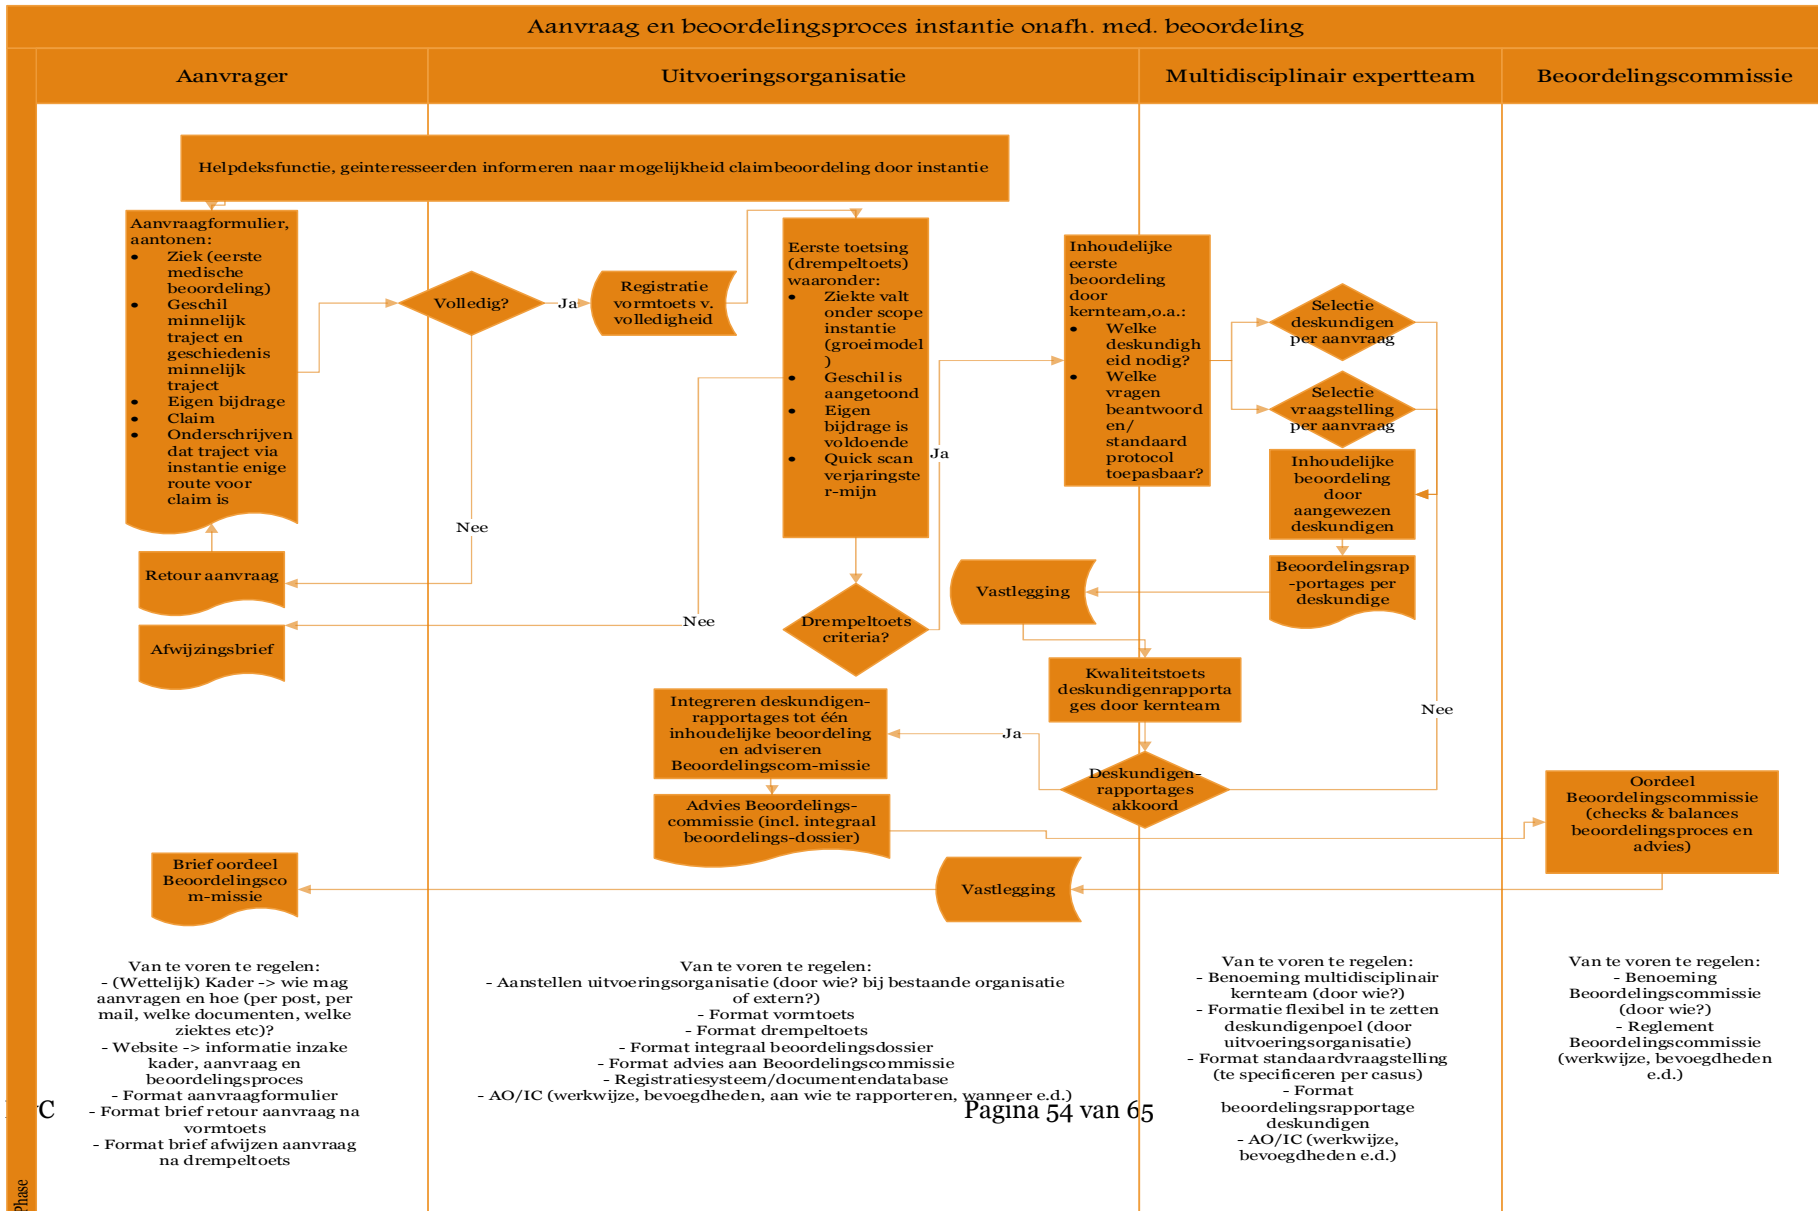 Aanvraag en beoordelingsproces instantie onafh. med. beoordeling
Aanvrager
Uitvoeringsorganisatie
Multidisciplinair expertteam
Beoordelingscommissie
Helpdeksfunctie, geinteresseerden informeren naar mogelijkheid claimbeoordeling door instantie
Aanvraagformulier,
aantonen:
• Ziek (eerste
medische
beoordeling)
• Geschil
minnelijk
traject en
geschiedenis
minnelijk
traject
• Eigen bijdrage
• Claim
• Onderschrijven
dat traject via
instantie enige
route voor
claim is
Volledig?
Ja
Nee
Registratie
vormtoets v.
volledigheid
Eerste toetsing
(drempeltoets)
waaronder:
• Ziekte valt
onder scope
instantie
(groeimodel
)
• Geschil is
aangetoond
• Eigen
bijdrage is
voldoende
• Quick scan
verjaringste
r-mijn
Ja
Inhoudelijke
eerste
beoordeling
door
kernteam,o.a.:
• Welke
deskundigh
eid nodig?
• Welke
vragen
beantwoord
en/
standaard
protocol
toepasbaar?
Selectie
deskundigen
per aanvraag
Selectie
vraagstelling
per aanvraag
Inhoudelijke
beoordeling
door
aangewezen
deskundigen
Beoordelingsrap
-portages per
deskundige
Retour aanvraag
Afwijzingsbrief
Nee
Drempeltoets
criteria?
Vastlegging
Kwaliteitstoets
deskundigenrapporta
ges door kernteam
Nee
Integreren deskundigen-
rapportages tot één
inhoudelijke beoordeling
en adviseren
Beoordelingscom-missie
Ja
Deskundigen-
rapportages
akkoord
Advies Beoordelings-
commissie (incl. integraal
beoordelings-dossier)
Oordeel
Beoordelingscommissie
(checks & balances
beoordelingsproces en
advies)
Brief oordeel
Beoordelingsco
m-missie
Vastlegging
Van te voren te regelen:
- (Wettelijk) Kader -> wie mag
aanvragen en hoe (per post, per
mail, welke documenten, welke
ziektes etc)?
- Website -> informatie inzake
kader, aanvraag en
beoordelingsproces
- Format aanvraagformulier
- Format brief retour aanvraag na
vormtoets
- Format brief afwijzen aanvraag
na drempeltoets
Van te voren te regelen:
- Aanstellen uitvoeringsorganisatie (door wie? bij bestaande organisatie
of extern?)
- Format vormtoets
- Format drempeltoets
- Format integraal beoordelingsdossier
- Format advies aan Beoordelingscommissie
- Registratiesysteem/documentendatabase
- AO/IC (werkwijze, bevoegdheden, aan wie te rapporteren, wanneer e.d.)
Van te voren te regelen:
- Benoeming multidisciplinair
kernteam (door wie?)
- Formatie flexibel in te zetten
deskundigenpoel (door
uitvoeringsorganisatie)
- Format standaardvraagstelling
(te specificeren per casus)
- Format
beoordelingsrapportage
deskundigen
- AO/IC (werkwijze,
bevoegdheden e.d.)
Van te voren te regelen:
- Benoeming
Beoordelingscommissie
(door wie?)
- Reglement
Beoordelingscommissie
(werkwijze, bevoegdheden
e.d.)
Pagina 54 van 65
Phase